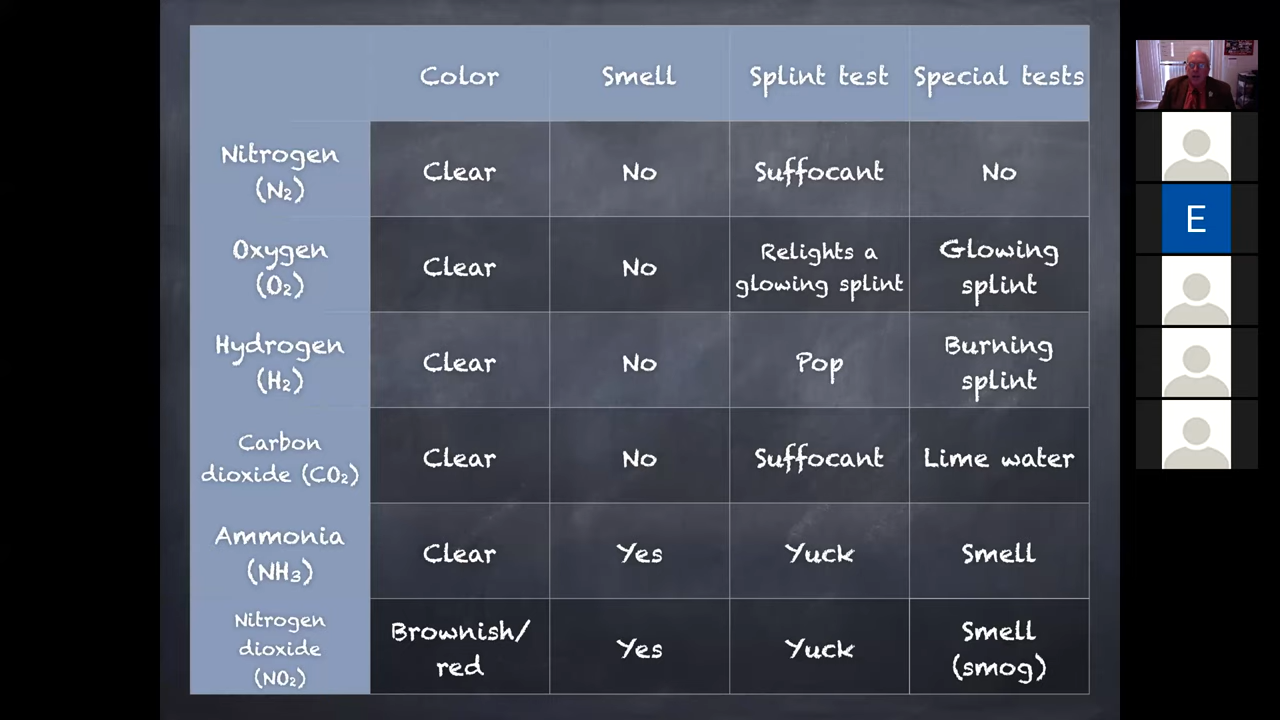 Color Smell Splint test Special tests
Nitrogen
(N₂)
Clear No Suffocant No
Oxygen
(O₂)
Clear No
Relights a
glowing splint
Glowing
splint
Hydrogen
(H₂)
Clear No Pop
Burning
splint
Carbon
dioxide (CO₂)
Clear No Suffocant Lime water
Ammonia
(NH₃)
Clear Yes Yuck Smell
Nitrogen
dioxide
(NO₂)
Brownish/
red
Yes Yuck
Smell
(smog)
E